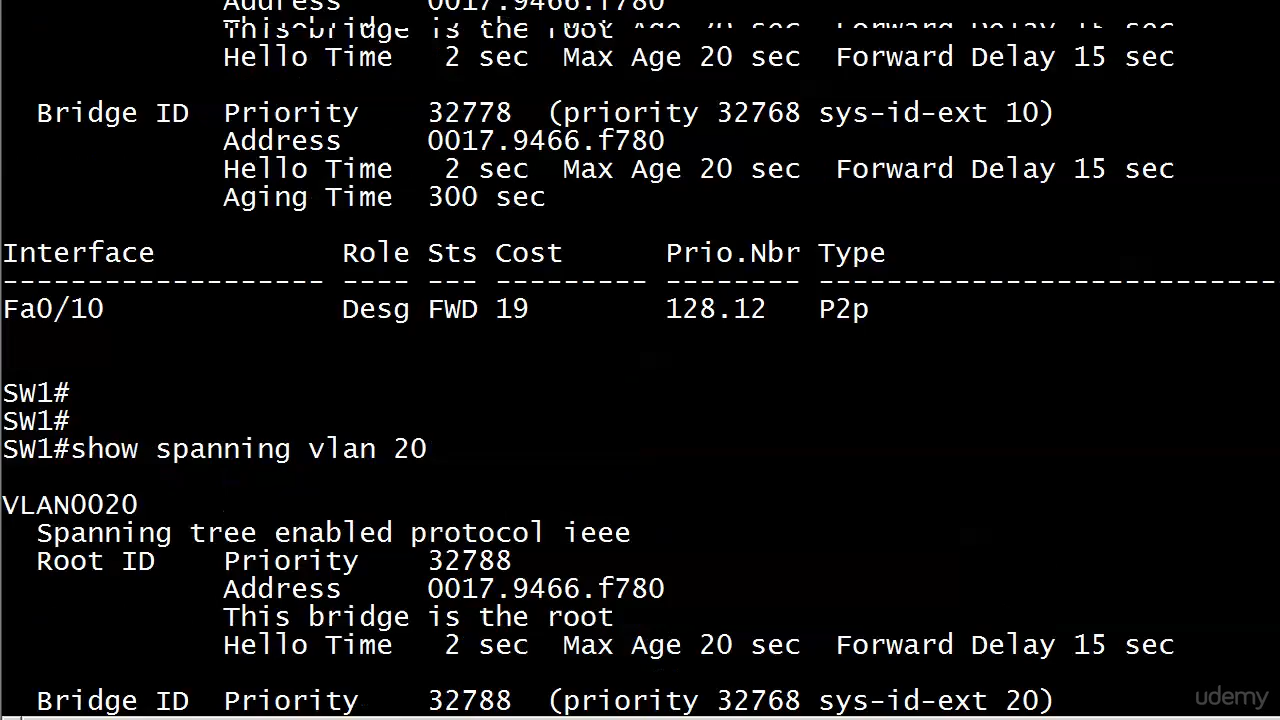 Address 0017.9466.f780
This bridge is the root
Hello Time 2 sec Max Age 20 sec Forward Delay 15 sec
Bridge ID Priority 32778 (priority 32768 sys-id-ext 10)
Address 0017.9466.f780
Hello Time 2 sec Max Age 20 sec Forward Delay 15 sec
Aging Time 300 sec
Interface Role Sts Cost Prio.Nbr Type
------------------- ---- --- --------- -------- ---------------------------
Fa0/10 Desg FWD 19 128.12 P2p
SW1#
SW1#
SW1#show spanning vlan 20
VLAN0020
Spanning tree enabled protocol ieee
Root ID Priority 32788
Address 0017.9466.f780
This bridge is the root
Hello Time 2 sec Max Age 20 sec Forward Delay 15 sec
Bridge ID Priority 32788 (priority 32768 sys-id-ext 20)
udemy